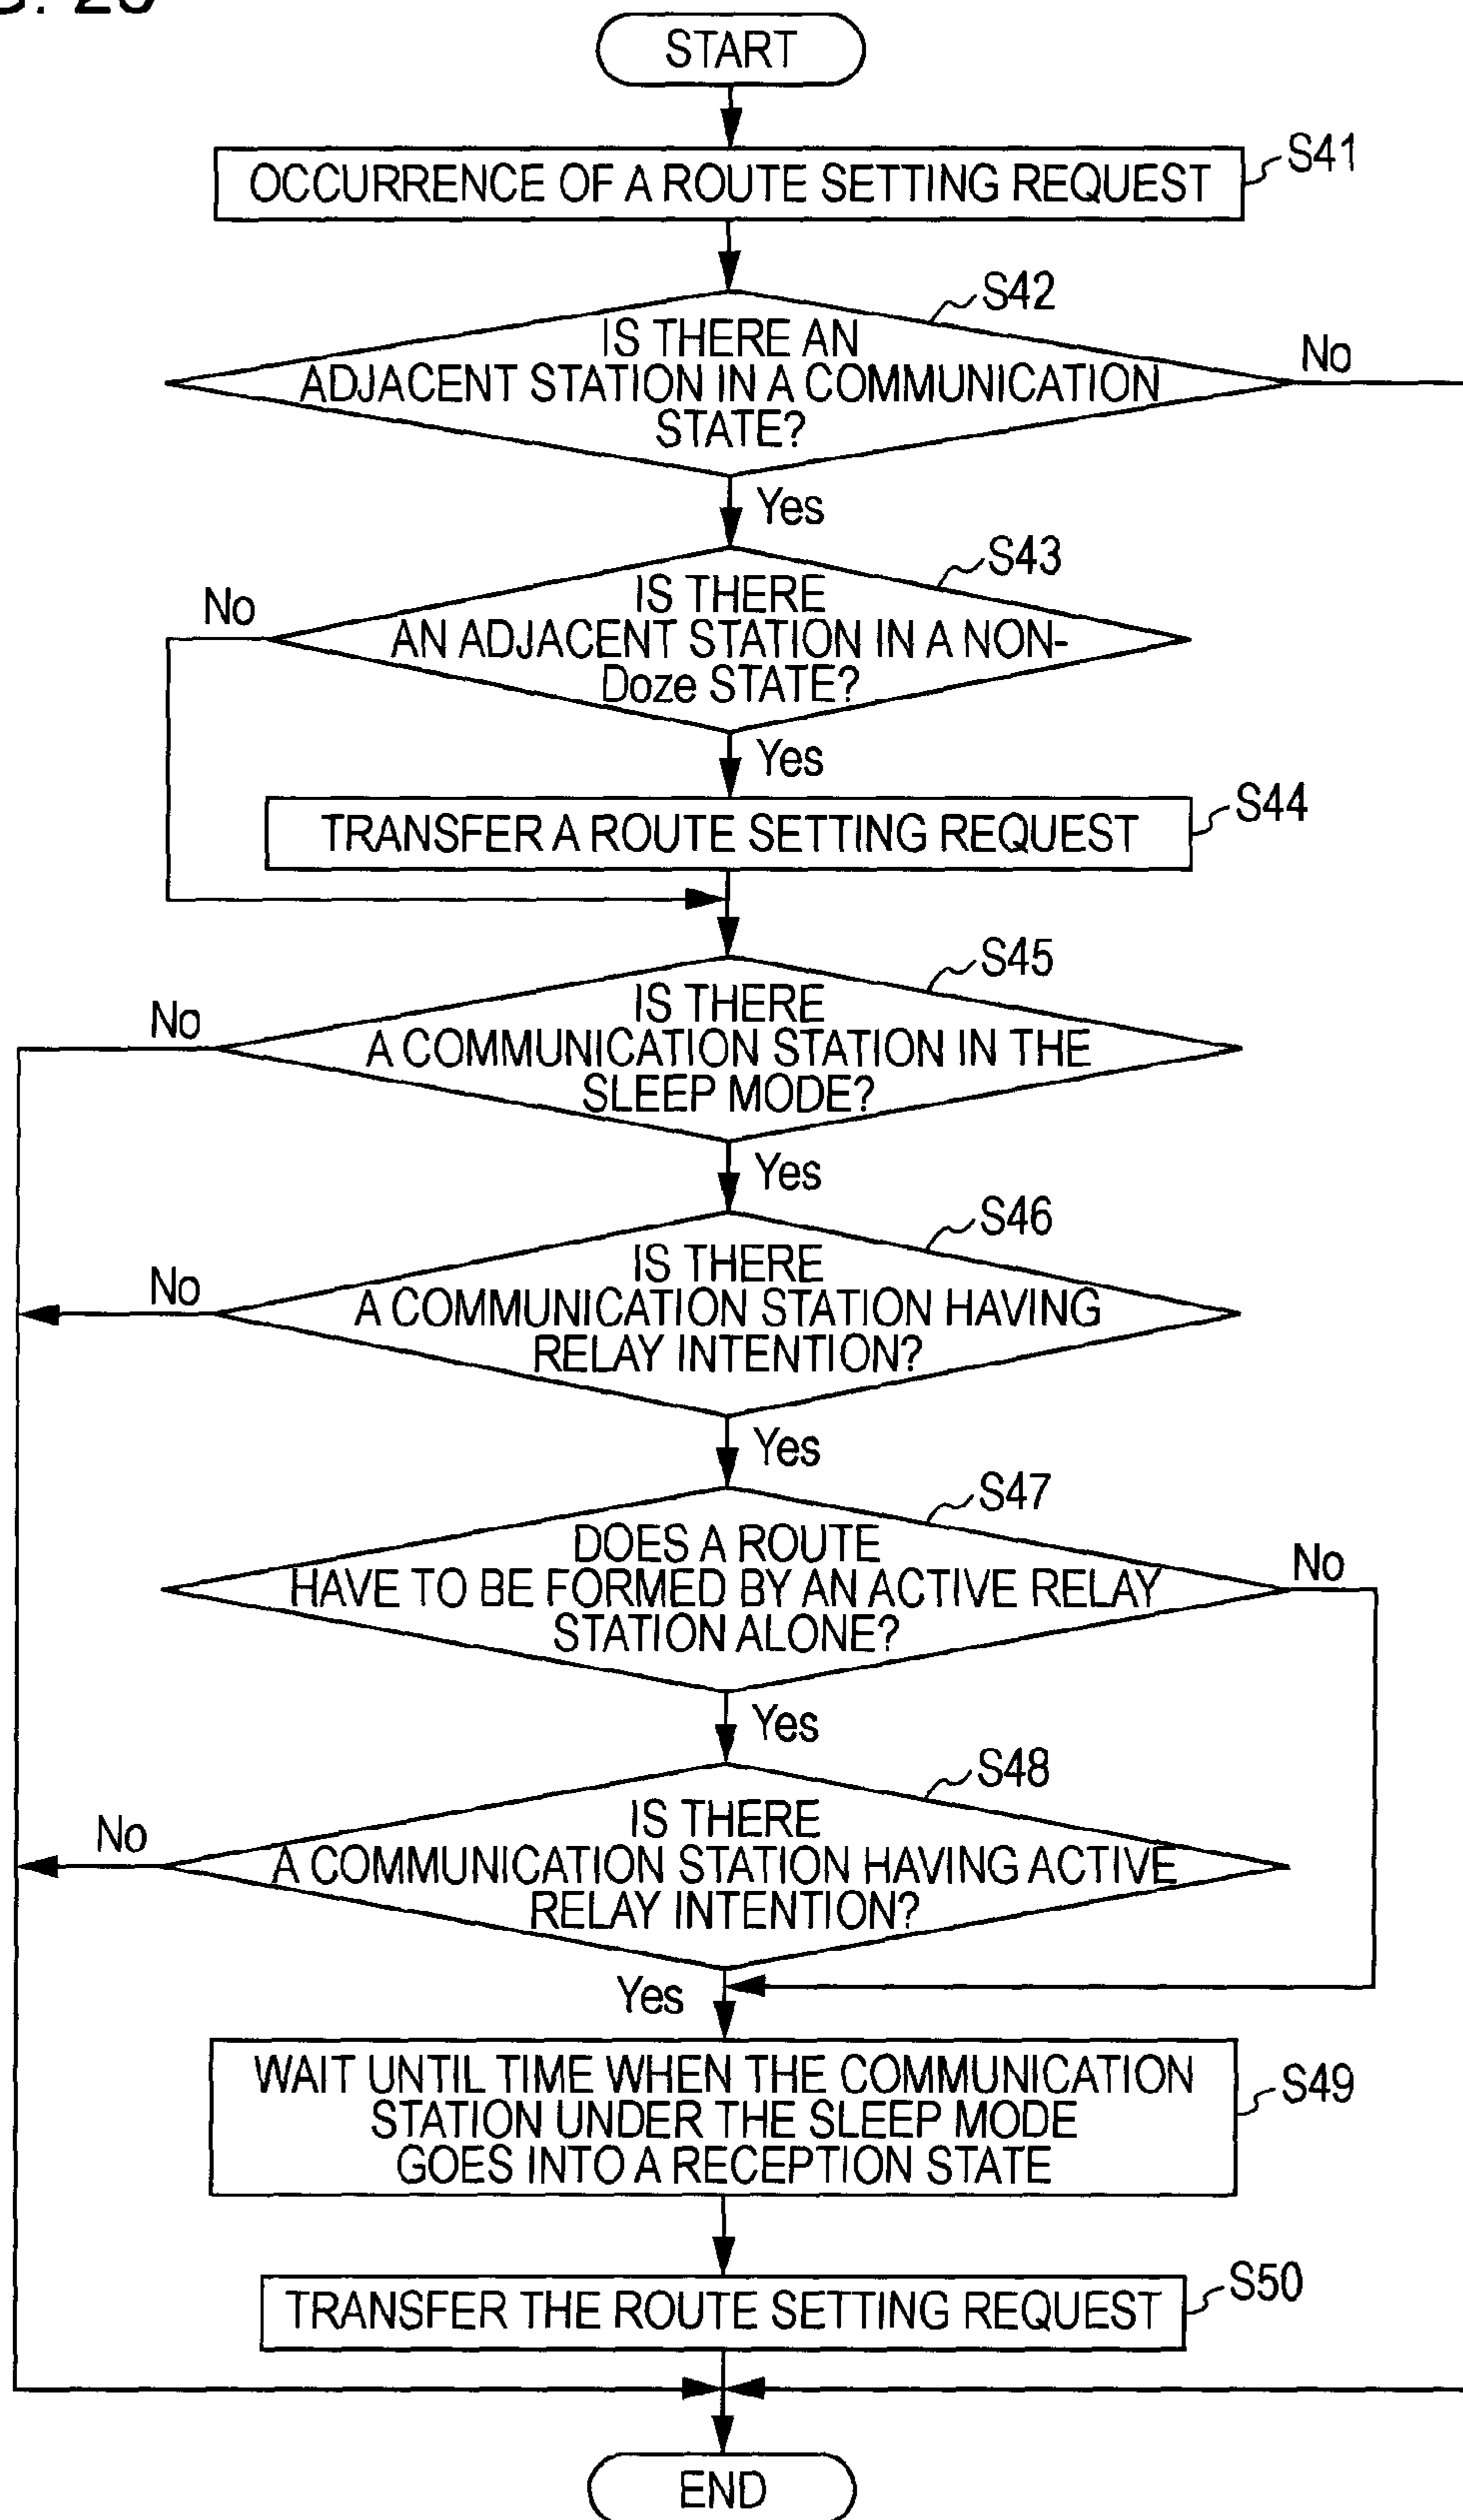 START
OCCURRENCE OF A ROUTE SETTING REQUEST
S41
S42
IS THERE AN
ADJACENT STATION IN A COMMUNICATION
STATE?
No
Yes
S43
IS THERE
AN ADJACENT STATION IN A NON-
Doze STATE?
No
Yes
TRANSFER A ROUTE SETTING REQUEST
S44
S45
IS THERE
A COMMUNICATION STATION IN THE
SLEEP MODE?
No
Yes
S46
IS THERE
A COMMUNICATION STATION HAVING
RELAY INTENTION?
No
Yes
S47
DOES A ROUTE
HAVE TO BE FORMED BY AN ACTIVE RELAY
STATION ALONE?
No
Yes
S48
IS THERE
A COMMUNICATION STATION HAVING ACTIVE
RELAY INTENTION?
No
Yes
WAIT UNTIL TIME WHEN THE COMMUNICATION
STATION UNDER THE SLEEP MODE
GOES INTO A RECEPTION STATE
S49
TRANSFER THE ROUTE SETTING REQUEST
S50
END